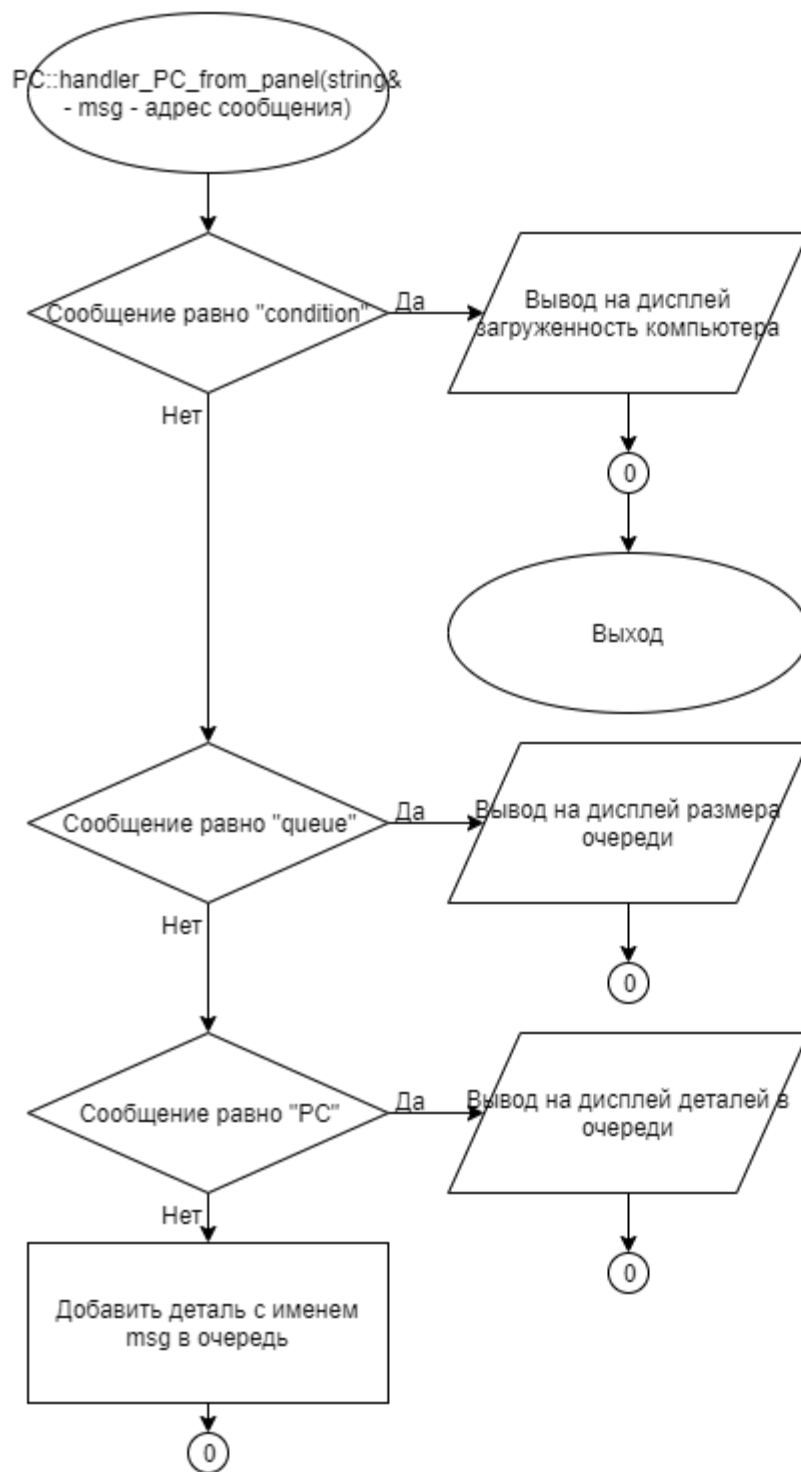 PC::handler_PC_from_panel(string&
- msg - адрес сообщения)
Сообщение равно "condition"
Да
Вывод на дисплей
загруженность компьютера
Нет
0
Выход
Сообщение равно "queue"
Да
Вывод на дисплей размера
очереди
Нет
0
Сообщение равно "PC"
Да
Вывод на дисплей деталей в
очереди
Нет
0
Добавить деталь с именем
msg в очередь
0